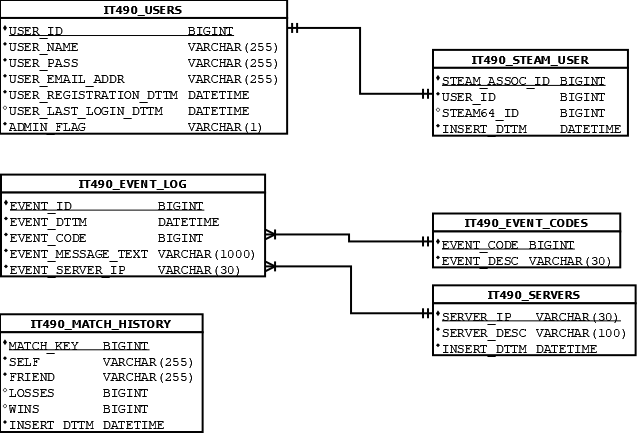 IT490_USERS
USER_ID BIGINT
USER_NAME VARCHAR(255)
USER_PASS VARCHAR(255)
USER_EMAIL_ADDR VARCHAR(255)
USER_REGISTRATION_DTTM DATETIME
USER_LAST_LOGIN_DTTM DATETIME
ADMIN_FLAG VARCHAR(1)
IT490_STEAM_USER
STEAM_ASSOC_ID BIGINT
USER_ID BIGINT
STEAM64_ID BIGINT
INSERT_DTTM DATETIME
IT490_EVENT_LOG
EVENT_ID BIGINT
EVENT_DTTM DATETIME
EVENT_CODE BIGINT
EVENT_MESSAGE_TEXT VARCHAR(1000)
EVENT_SERVER_IP VARCHAR(30)
IT490_EVENT_CODES
EVENT_CODE BIGINT
EVENT_DESC VARCHAR(30)
IT490_SERVERS
SERVER_IP VARCHAR(30)
SERVER_DESC VARCHAR(100)
INSERT_DTTM DATETIME
IT490_MATCH_HISTORY
MATCH_KEY BIGINT
SELF VARCHAR(255)
FRIEND VARCHAR(255)
LOSSES BIGINT
WINS BIGINT
INSERT_DTTM DATETIME